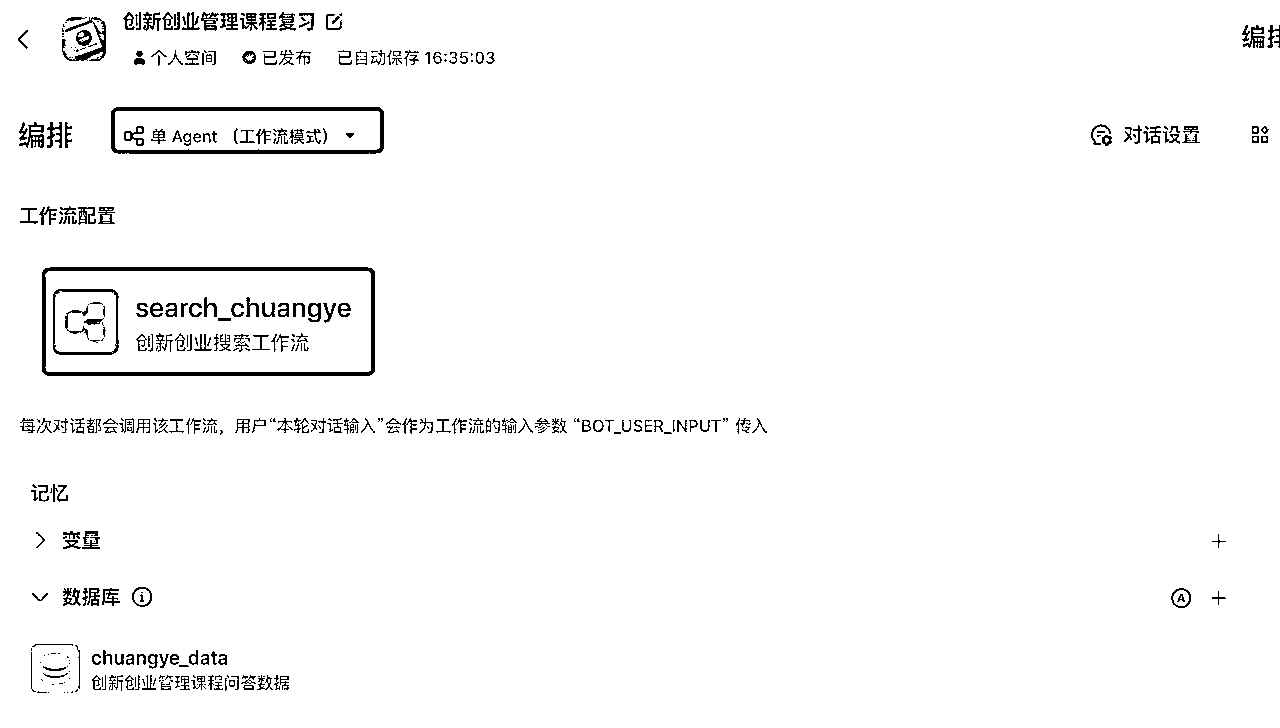 创新创业管理课程复习
个人空间 已发布 已自动保存 16:35:03
编排
编排 单 Agent （工作流模式） 对话设置
工作流配置
search_chuangye
创新创业搜索工作流
每次对话都会调用该工作流，用户“本轮对话输入”会作为工作流的输入参数 “BOT_USER_INPUT” 传入
记忆
变量
数据库
chuangye_data
创新创业管理课程问答数据